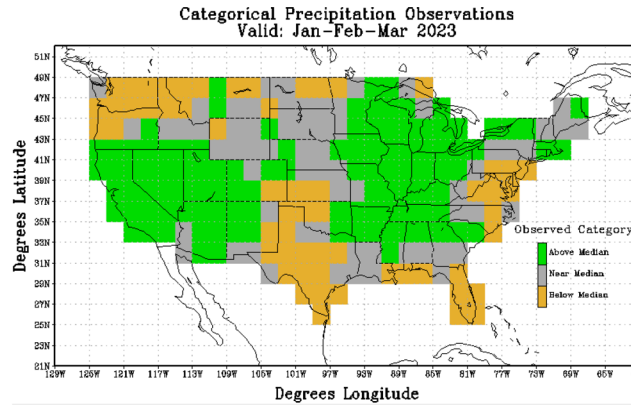 Categorical Precipitation Observations
Valid: Jan-Feb-Mar 2023
Degrees Latitude
51N
49N
47N
45N
43N
41N
39N
37N
35N
33N
31N
29N
27N
25N
23N
21N
Observed Category
Above Median
Near Median
Below Median
129W 125W 121W 117W 113W 109W 105W 101W 97W 93W 89W 85W 81W 77W 73W 69W 65W
Degrees Longitude